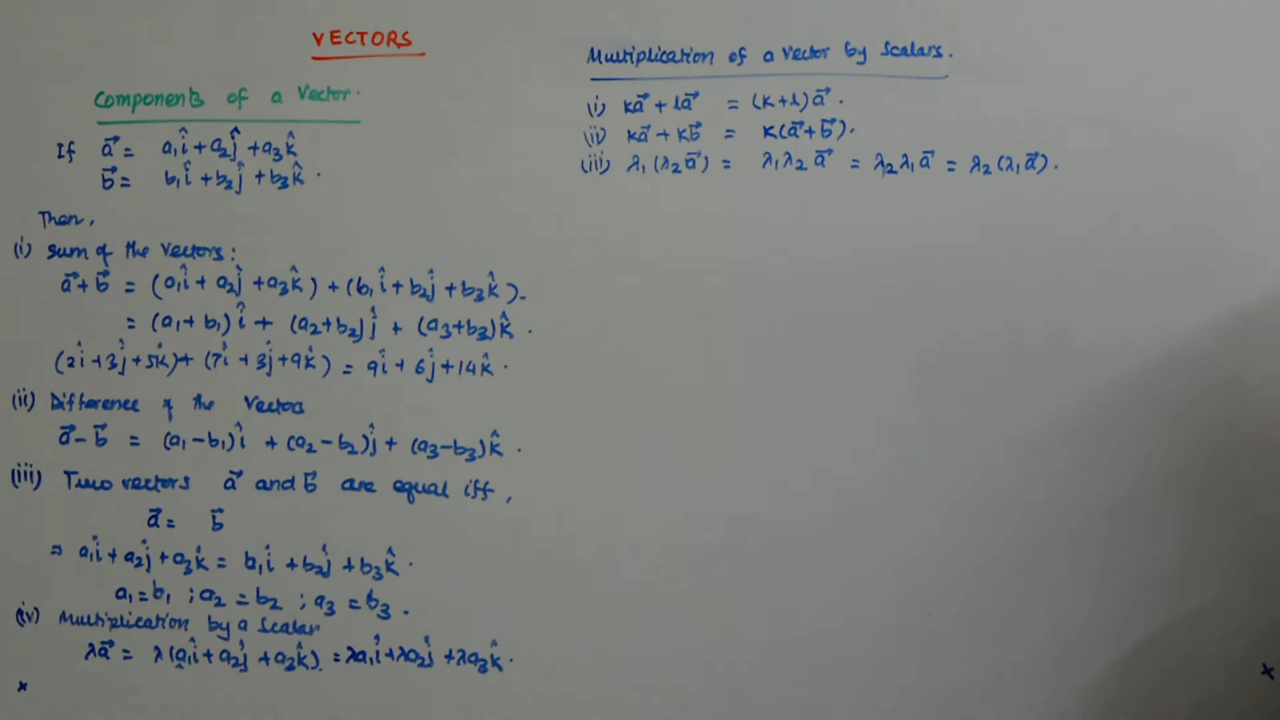 VECTORS
Components of a Vector.
If a⃗ = a₁î + a₂ĵ + a₃k̂
b⃗ = b₁î + b₂ĵ + b₃k̂ .
Then,
(i) Sum of the Vectors :
a⃗ + b⃗ = (a₁î + a₂ĵ + a₃k̂) + (b₁î + b₂ĵ + b₃k̂).
= (a₁ + b₁)î + (a₂+b₂)ĵ + (a₃+b₃)k̂ .
(2î + 3ĵ + 5k̂) + (7î + 3ĵ + 9k̂) = 9î + 6ĵ + 14k̂ .
(ii) Difference of the Vectors
a⃗ - b⃗ = (a₁ - b₁)î + (a₂ - b₂)ĵ + (a₃ - b₃)k̂ .
(iii) Two vectors a⃗ and b⃗ are equal iff,
a⃗ = b⃗
⇒ a₁î + a₂ĵ + a₃k̂ = b₁î + b₂ĵ + b₃k̂ .
a₁ = b₁ ; a₂ = b₂ ; a₃ = b₃ .
(iv) Multiplication by a Scalar
λa⃗ = λ(a₁î + a₂ĵ + a₃k̂) = λa₁î + λa₂ĵ + λa₃k̂ .
Multiplication of a Vector by Scalars.
(i) ka⃗ + la⃗ = (k+l)a⃗ .
(ii) ka⃗ + kb⃗ = k(a⃗ + b⃗).
(iii) λ₁(λ₂a⃗) = λ₁λ₂a⃗ = λ₂λ₁a⃗ = λ₂(λ₁a⃗).